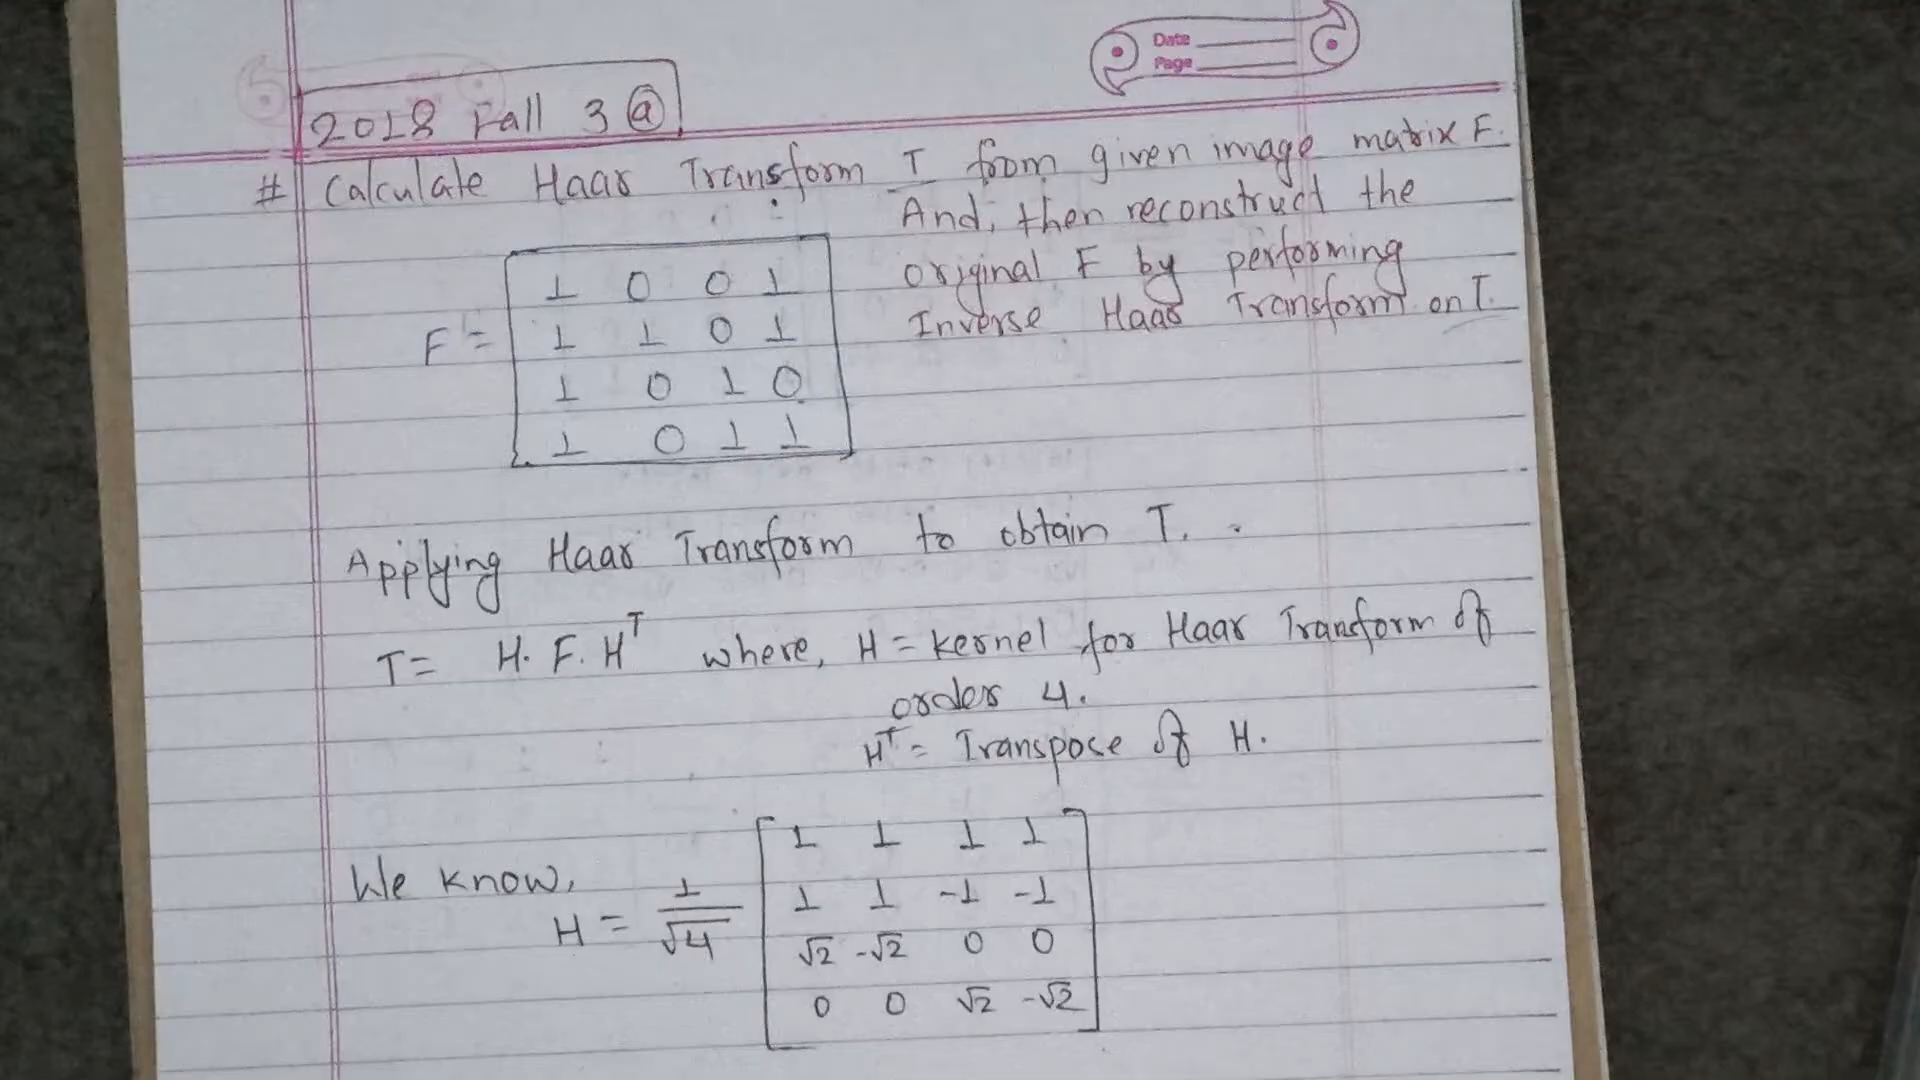 Date
Page
2018 Fall 3 ⓐ
# Calculate Haar Transform T from given image matrix F.
And, then reconstruct the
original F by performing
Inverse Haar Transform on T.
F =
1 0 0 1
1 1 0 1
1 0 1 0
1 0 1 1
Applying Haar Transform to obtain T.
T = H. F. Hᵀ where, H = kernel for Haar Transform of
order 4.
Hᵀ = Transpose of H.
We know,
H = 1/√4
1 1 1 1
1 1 -1 -1
√2 -√2 0 0
0 0 √2 -√2